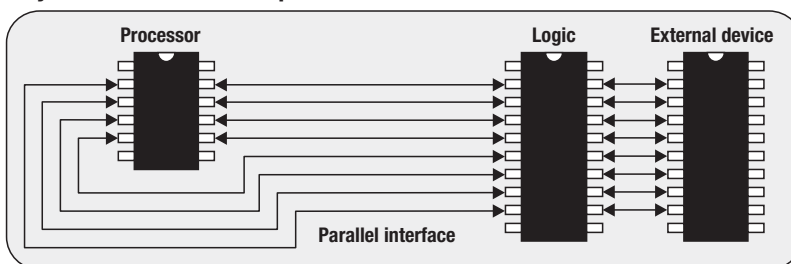 Processor
Logic
External device
Parallel interface